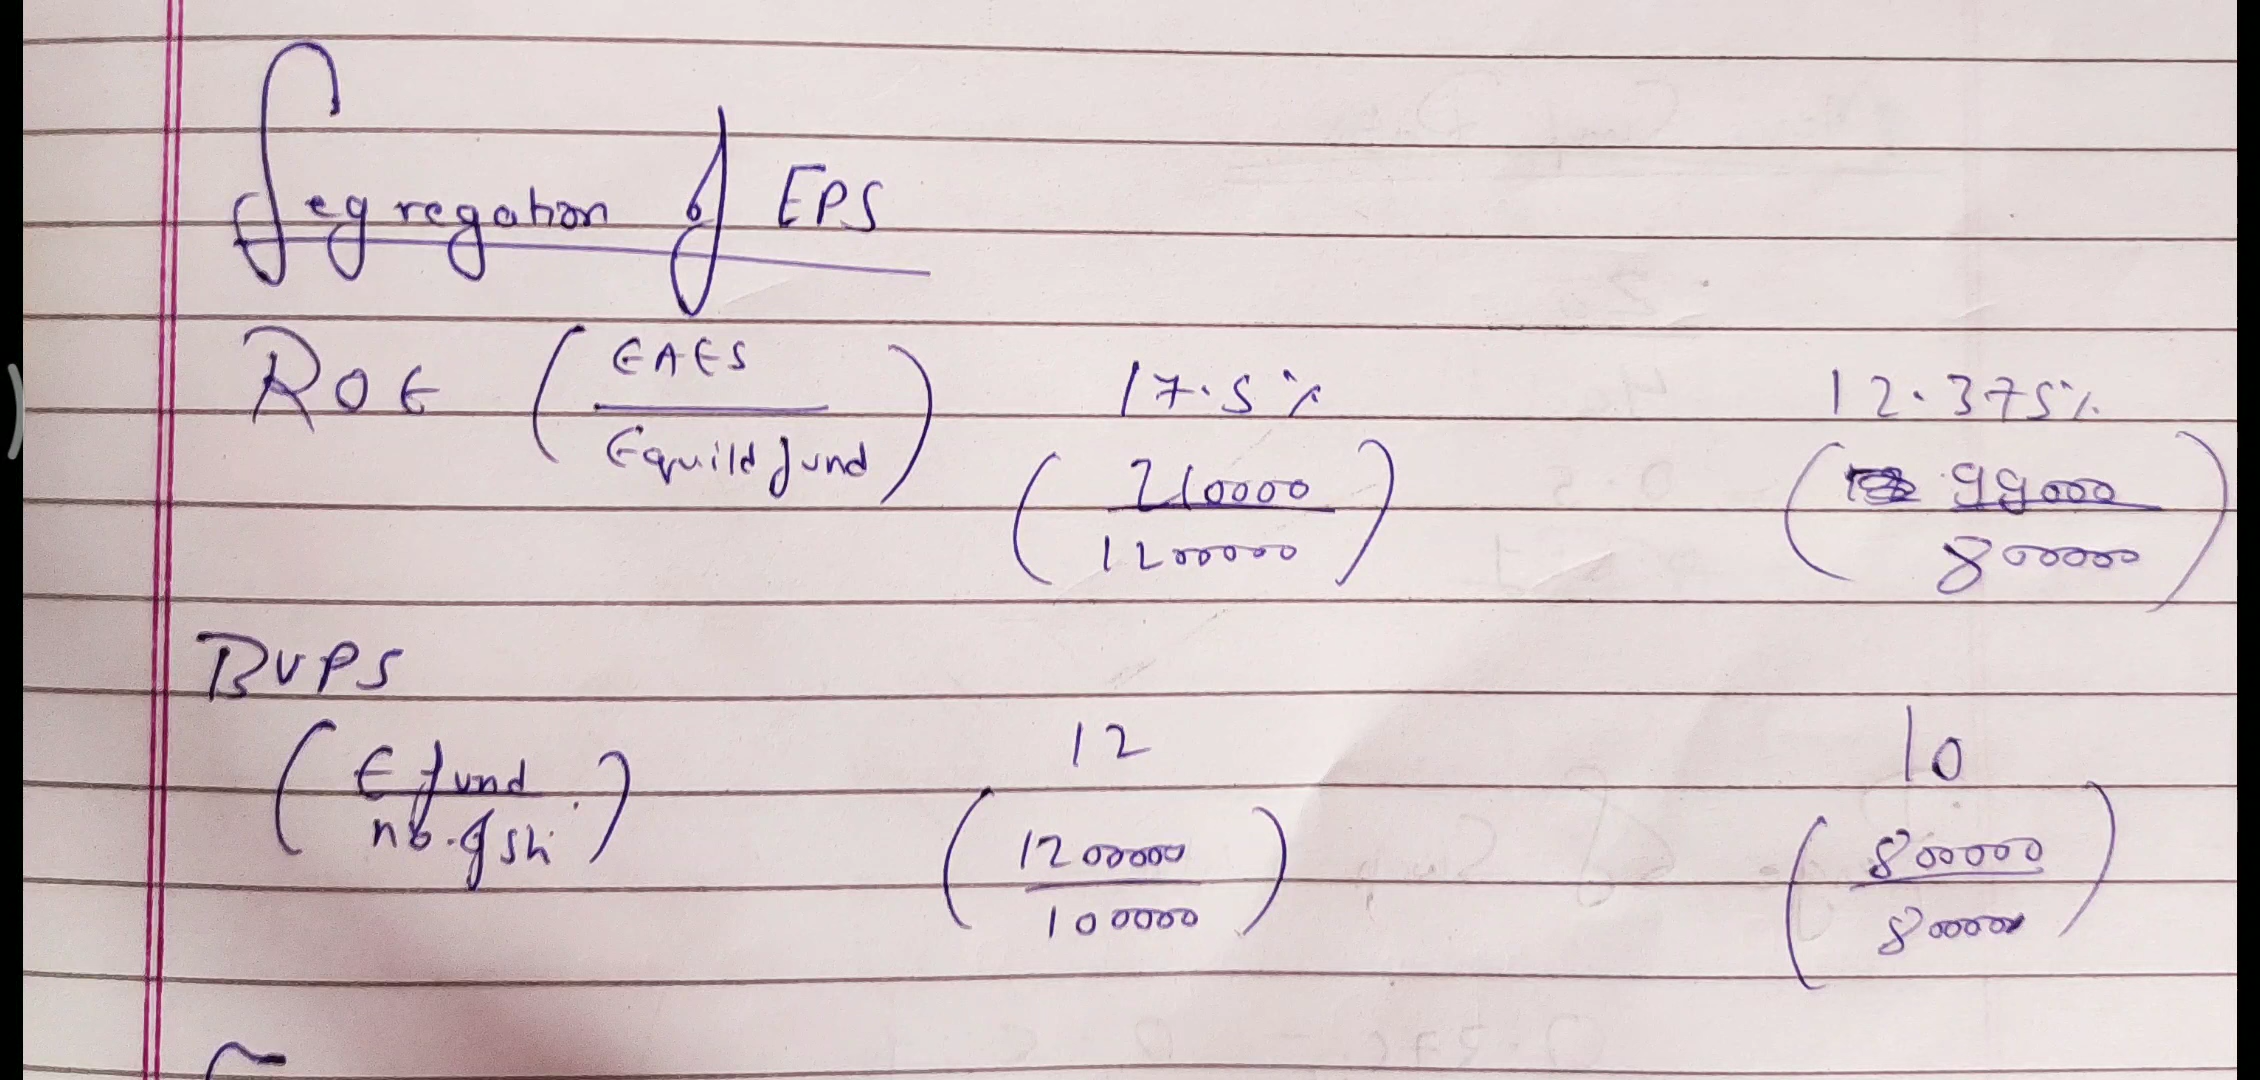 Segregation of EPS
ROE ( EAES / Equild fund ) 17.5% 12.375%
( 210000 / 1200000 ) ( 99000 / 800000 )
BVPS
( E fund / no. of sh. ) 12 10
( 1200000 / 100000 ) ( 800000 / 80000 )